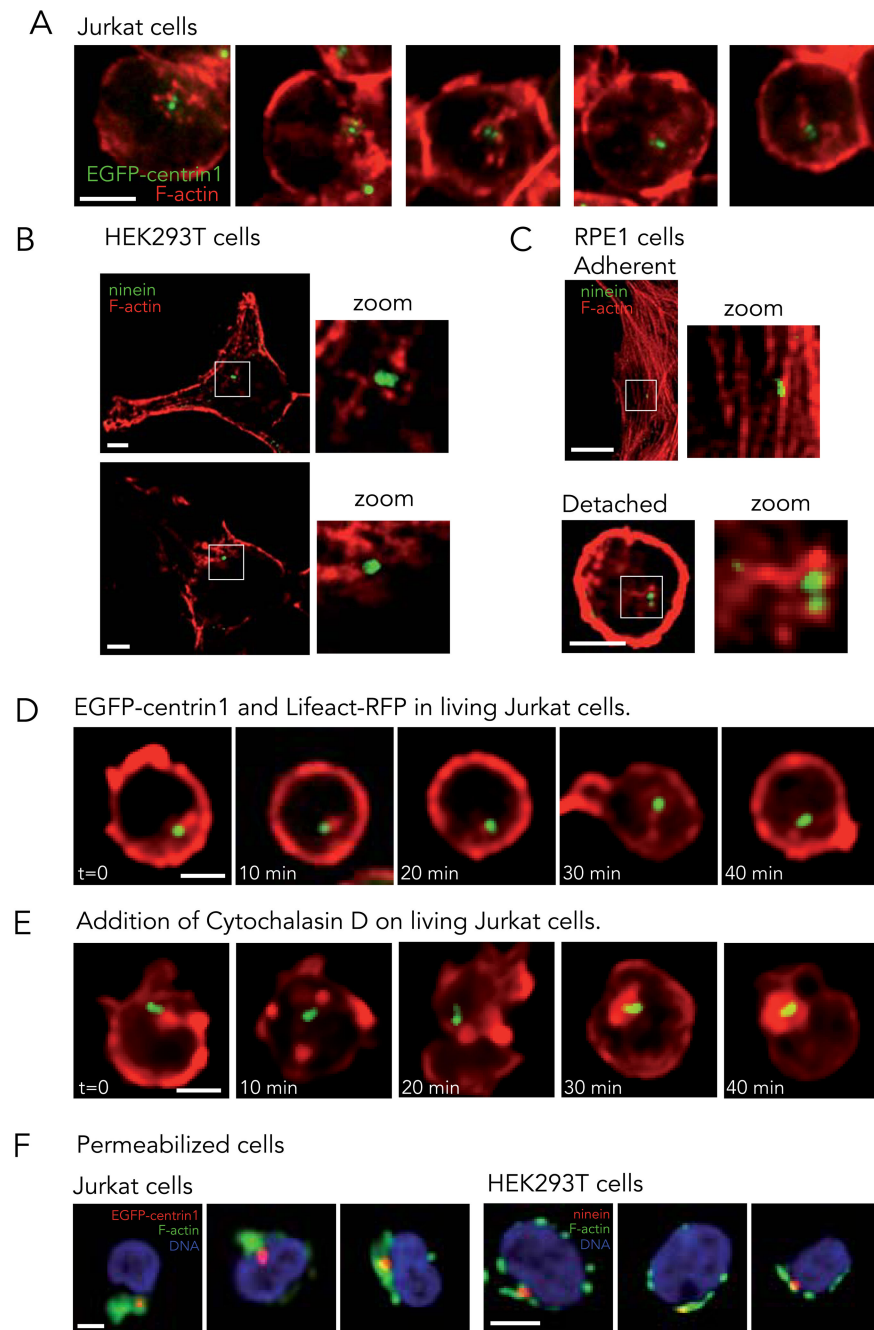 A
Jurkat cells
EGFP-centrin1
F-actin
B
HEK293T cells
ninein
F-actin
zoom
zoom
C
RPE1 cells
Adherent
ninein
F-actin
zoom
Detached
zoom
D
EGFP-centrin1 and Lifeact-RFP in living Jurkat cells.
t=0
10 min
20 min
30 min
40 min
E
Addition of Cytochalasin D on living Jurkat cells.
t=0
10 min
20 min
30 min
40 min
F
Permeabilized cells
Jurkat cells
EGFP-centrin1
F-actin
DNA
HEK293T cells
ninein
F-actin
DNA